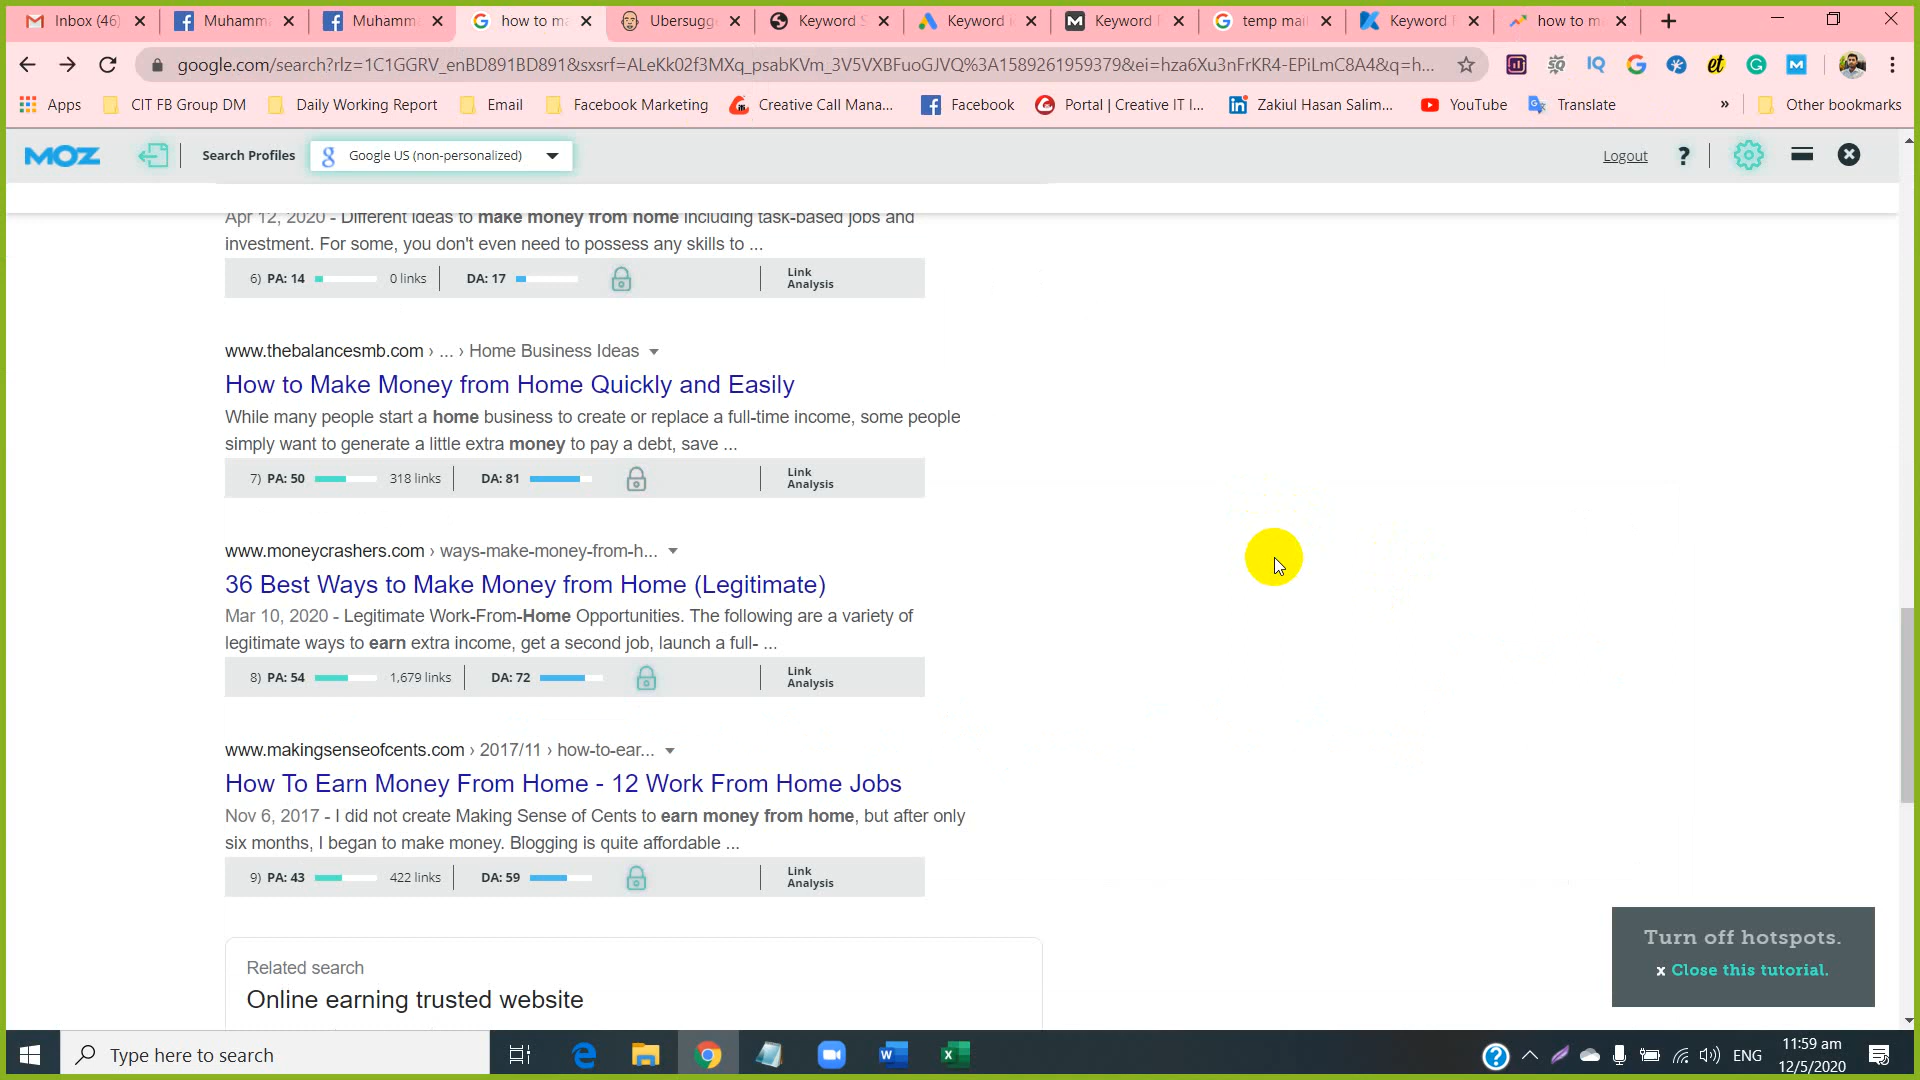 Inbox (46)
Muhamm
Muhamm
how to m
Ubersugg
Keyword S
Keyword i
Keyword
temp mai
Keyword
how to m
google.com/search?rlz=1C1GGRV_enBD891BD891&sxsrf=ALeKk02f3MXq_psabKVm_3V5VXBFuoGJVQ%3A1589261959379&ei=hza6Xu3nFrKR4-EPiLmC8A4&q=h...
Apps
CIT FB Group DM
Daily Working Report
Email
Facebook Marketing
Creative Call Mana...
Facebook
Portal | Creative IT I...
Zakiul Hasan Salim...
YouTube
Translate
»
Other bookmarks
MOZ
Search Profiles
Google US (non-personalized)
Logout
?
Apr 12, 2020 - Different ideas to make money from home including task-based jobs and
investment. For some, you don't even need to possess any skills to ...
6) PA: 14 0 links DA: 17 Link Analysis
www.thebalancesmb.com › ... › Home Business Ideas
How to Make Money from Home Quickly and Easily
While many people start a home business to create or replace a full-time income, some people
simply want to generate a little extra money to pay a debt, save ...
7) PA: 50 318 links DA: 81 Link Analysis
www.moneycrashers.com › ways-make-money-from-h...
36 Best Ways to Make Money from Home (Legitimate)
Mar 10, 2020 - Legitimate Work-From-Home Opportunities. The following are a variety of
legitimate ways to earn extra income, get a second job, launch a full- ...
8) PA: 54 1,679 links DA: 72 Link Analysis
www.makingsenseofcents.com › 2017/11 › how-to-ear...
How To Earn Money From Home - 12 Work From Home Jobs
Nov 6, 2017 - I did not create Making Sense of Cents to earn money from home, but after only
six months, I began to make money. Blogging is quite affordable ...
9) PA: 43 422 links DA: 59 Link Analysis
Related search
Online earning trusted website
Turn off hotspots.
x Close this tutorial.
Type here to search
ENG
11:59 am
12/5/2020